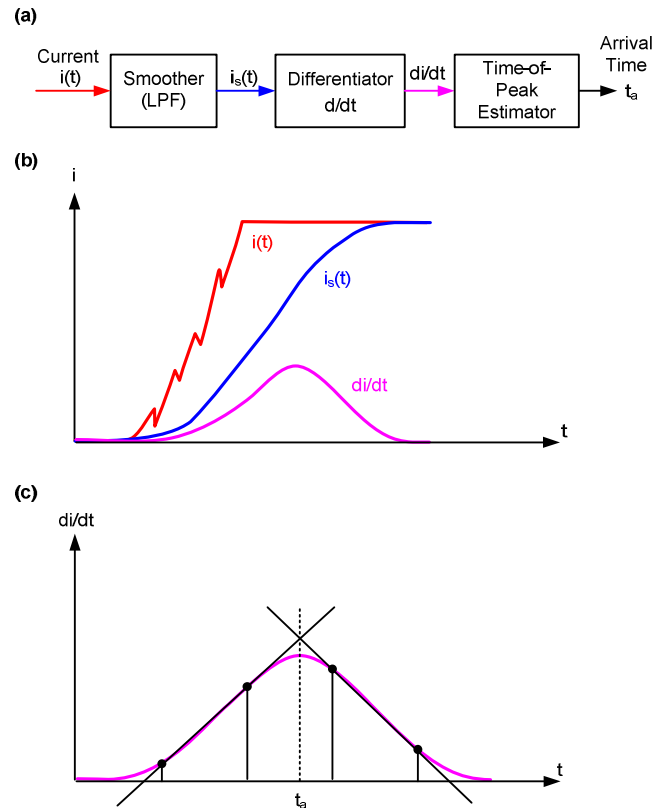 (a)
Current
i(t)
Smoother
(LPF)
iₛ(t)
Differentiator
d/dt
di/dt
Time-of-
Peak
Estimator
Arrival
Time
tₐ
(b)
i
i(t)
iₛ(t)
di/dt
t
(c)
di/dt
t
tₐ